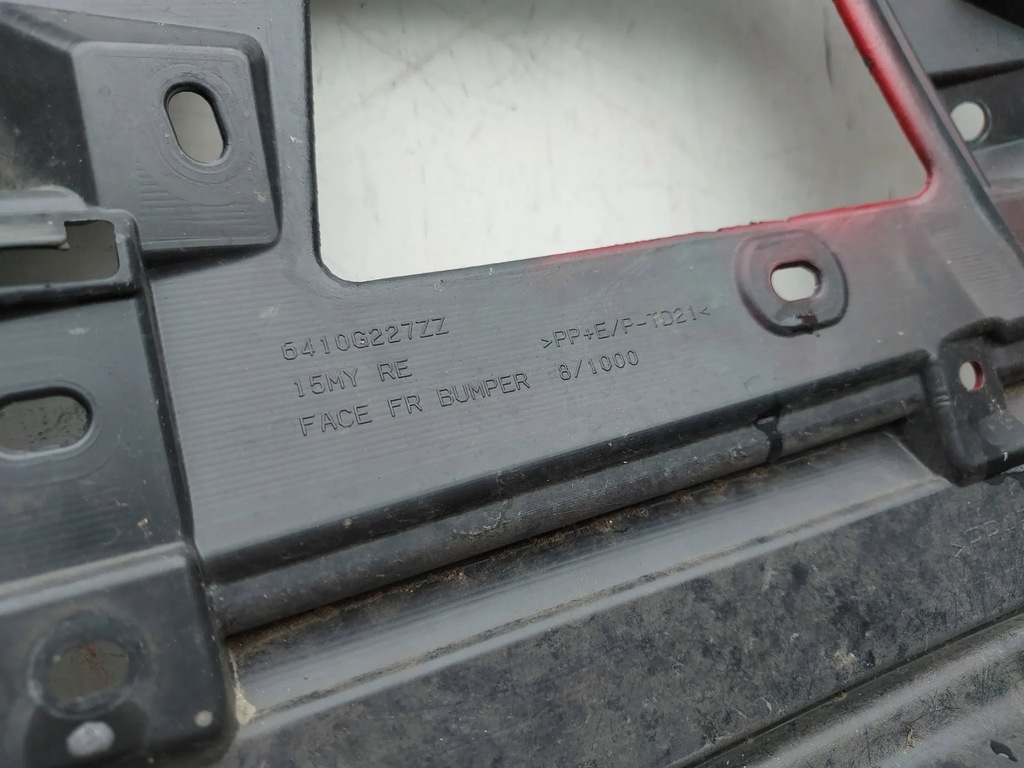 6410G227ZZ
15MY RE >PP+E/P-TD21<
FACE FR BUMPER 8/1000